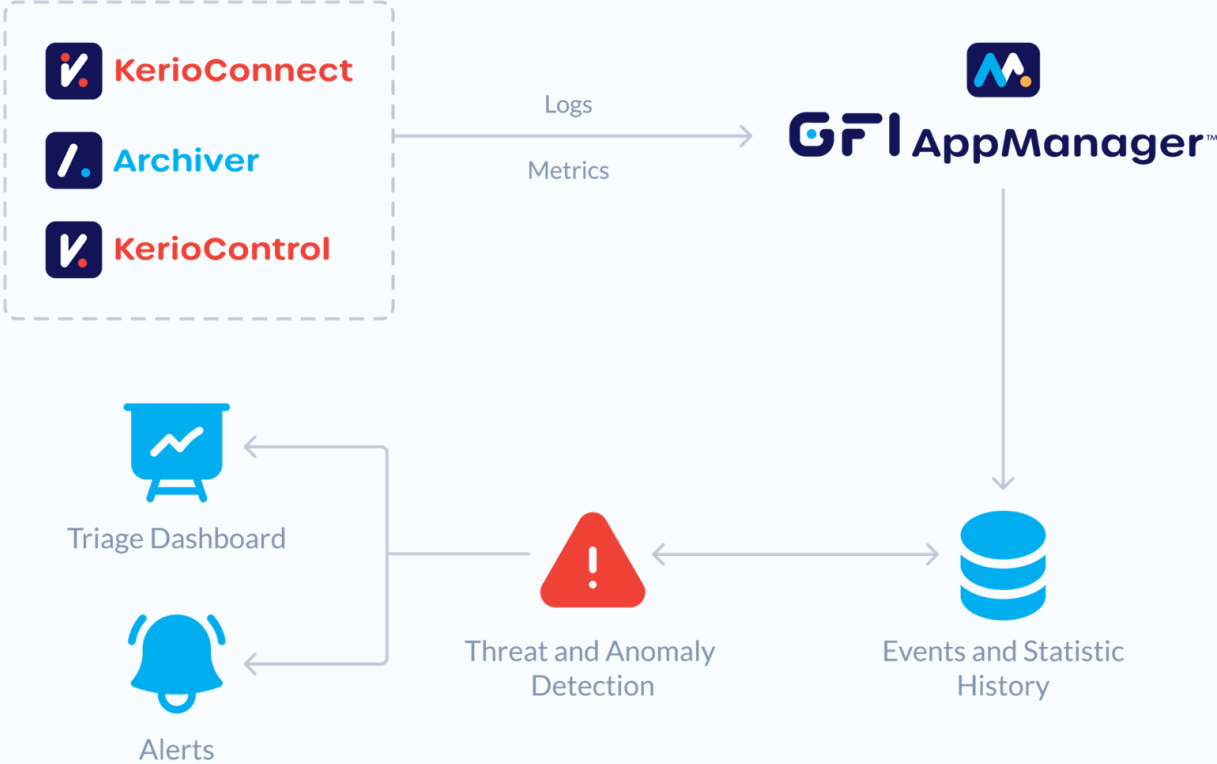 KerioConnect
Archiver
KerioControl
Logs
Metrics
GFI AppManager™
Triage Dashboard
Alerts
Threat and Anomaly
Detection
Events and Statistic
History